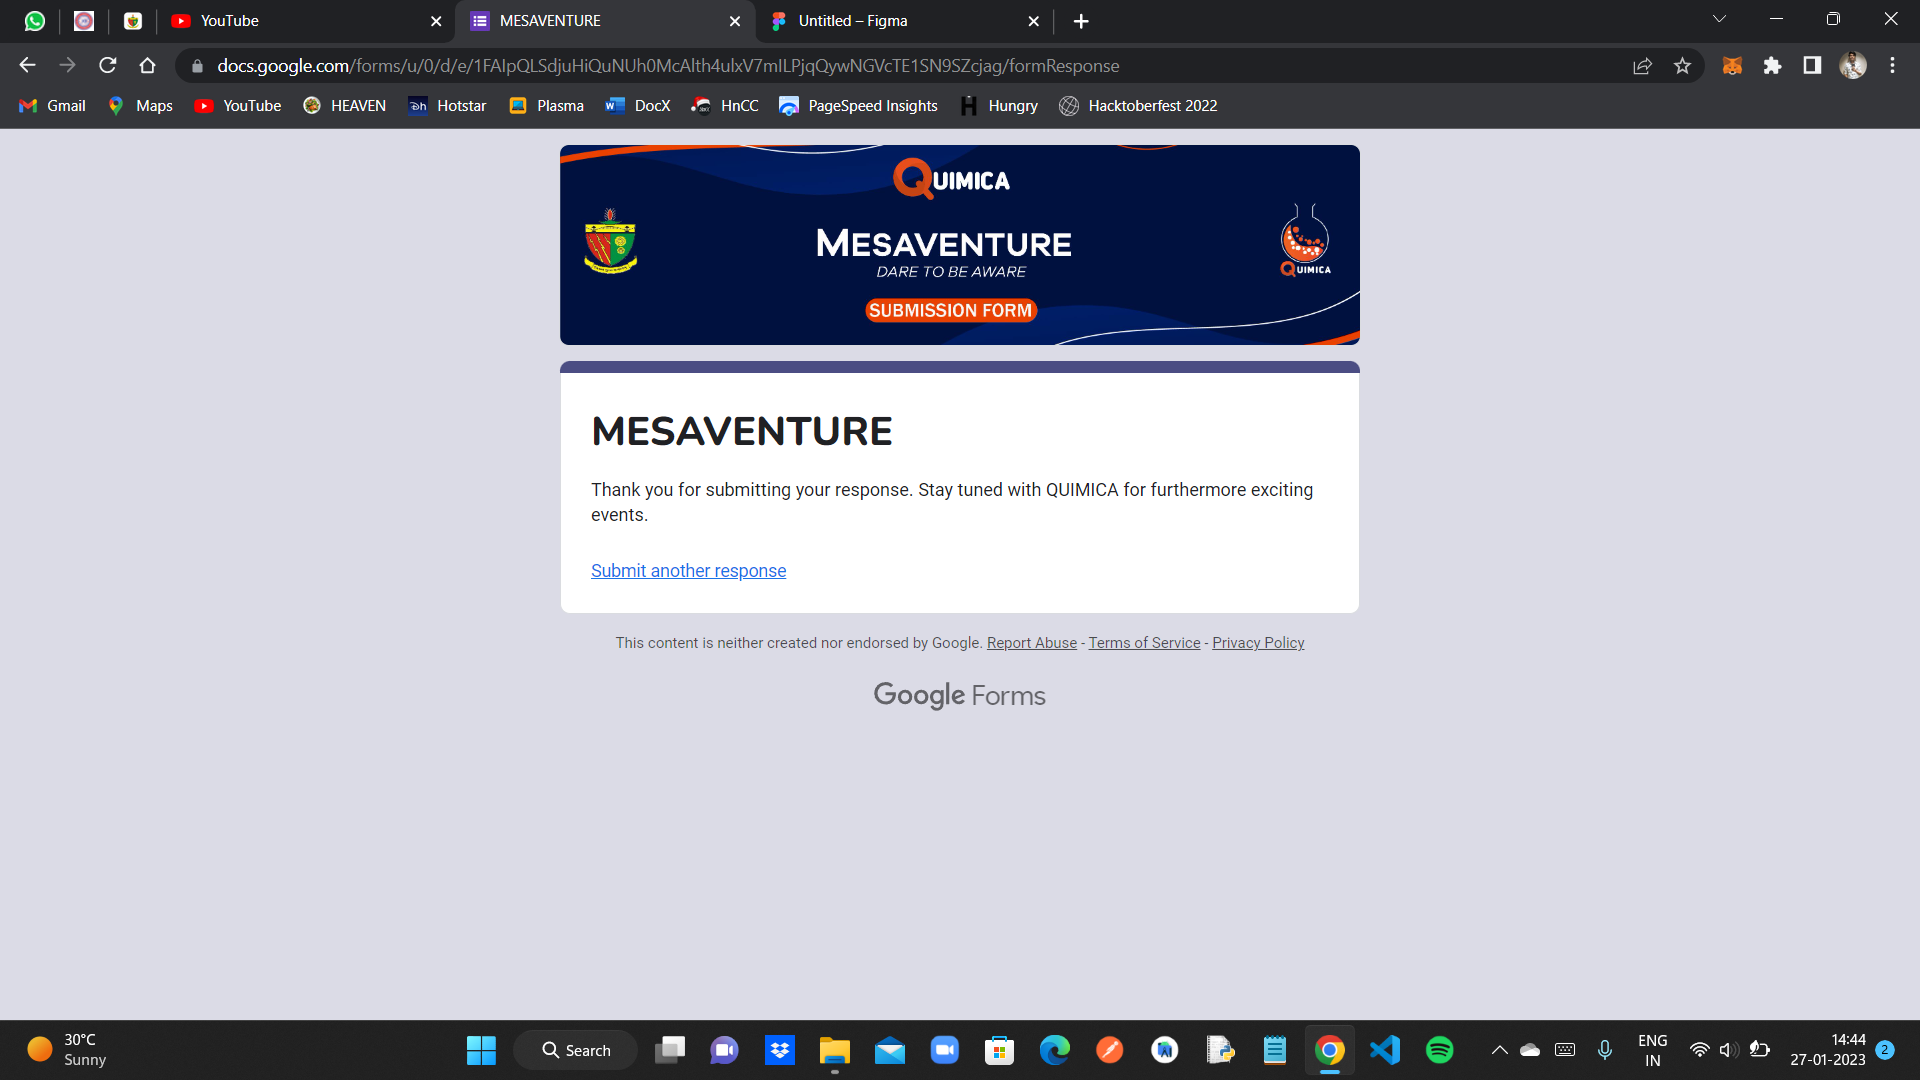 YouTube
MESAVENTURE
Untitled – Figma
docs.google.com/forms/u/0/d/e/1FAIpQLSdjuHiQuNUh0McAlth4ulxV7mILPjqQywNGVcTE1SN9SZcjag/formResponse
Gmail Maps YouTube HEAVEN Hotstar Plasma DocX HnCC PageSpeed Insights Hungry Hacktoberfest 2022
QUIMICA
MESAVENTURE
DARE TO BE AWARE
SUBMISSION FORM
QUIMICA
MESAVENTURE
Thank you for submitting your response. Stay tuned with QUIMICA for furthermore exciting
events.
Submit another response
This content is neither created nor endorsed by Google. Report Abuse - Terms of Service - Privacy Policy
Google Forms
30°C
Sunny
Search
ENG
IN
14:44
27-01-2023
2